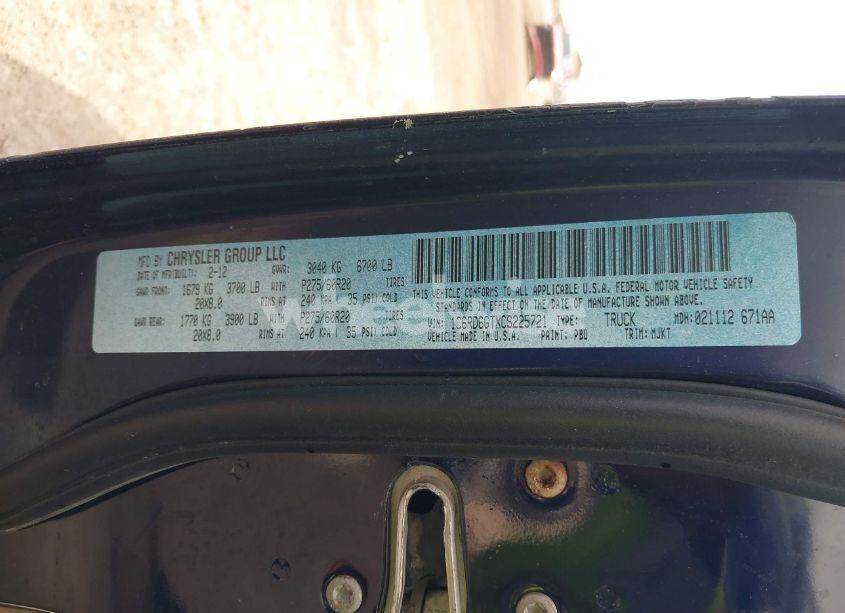 MFD BY CHRYSLER GROUP LLC
DATE OF MFR(BUILT): 2-12 GVWR: 3040 KG 6700 LB
GAWR FRONT: 1679 KG 3700 LB WITH P275/60R20 TIRES
20X8.0 RIMS AT 240 KPA ( 35 PSI) COLD
GAWR REAR: 1770 KG 3900 LB WITH P275/60R20 TIRES
20X8.0 RIMS AT 240 KPA ( 35 PSI) COLD
THIS VEHICLE CONFORMS TO ALL APPLICABLE U.S.A. FEDERAL MOTOR VEHICLE SAFETY
STANDARDS IN EFFECT ON THE DATE OF MANUFACTURE SHOWN ABOVE.
VIN: 1C6RD6GTXCS225721 TYPE: TRUCK MDH: 021112 671AA
VEHICLE MADE IN U.S.A. PAINT: PBU TRIM: MJKT